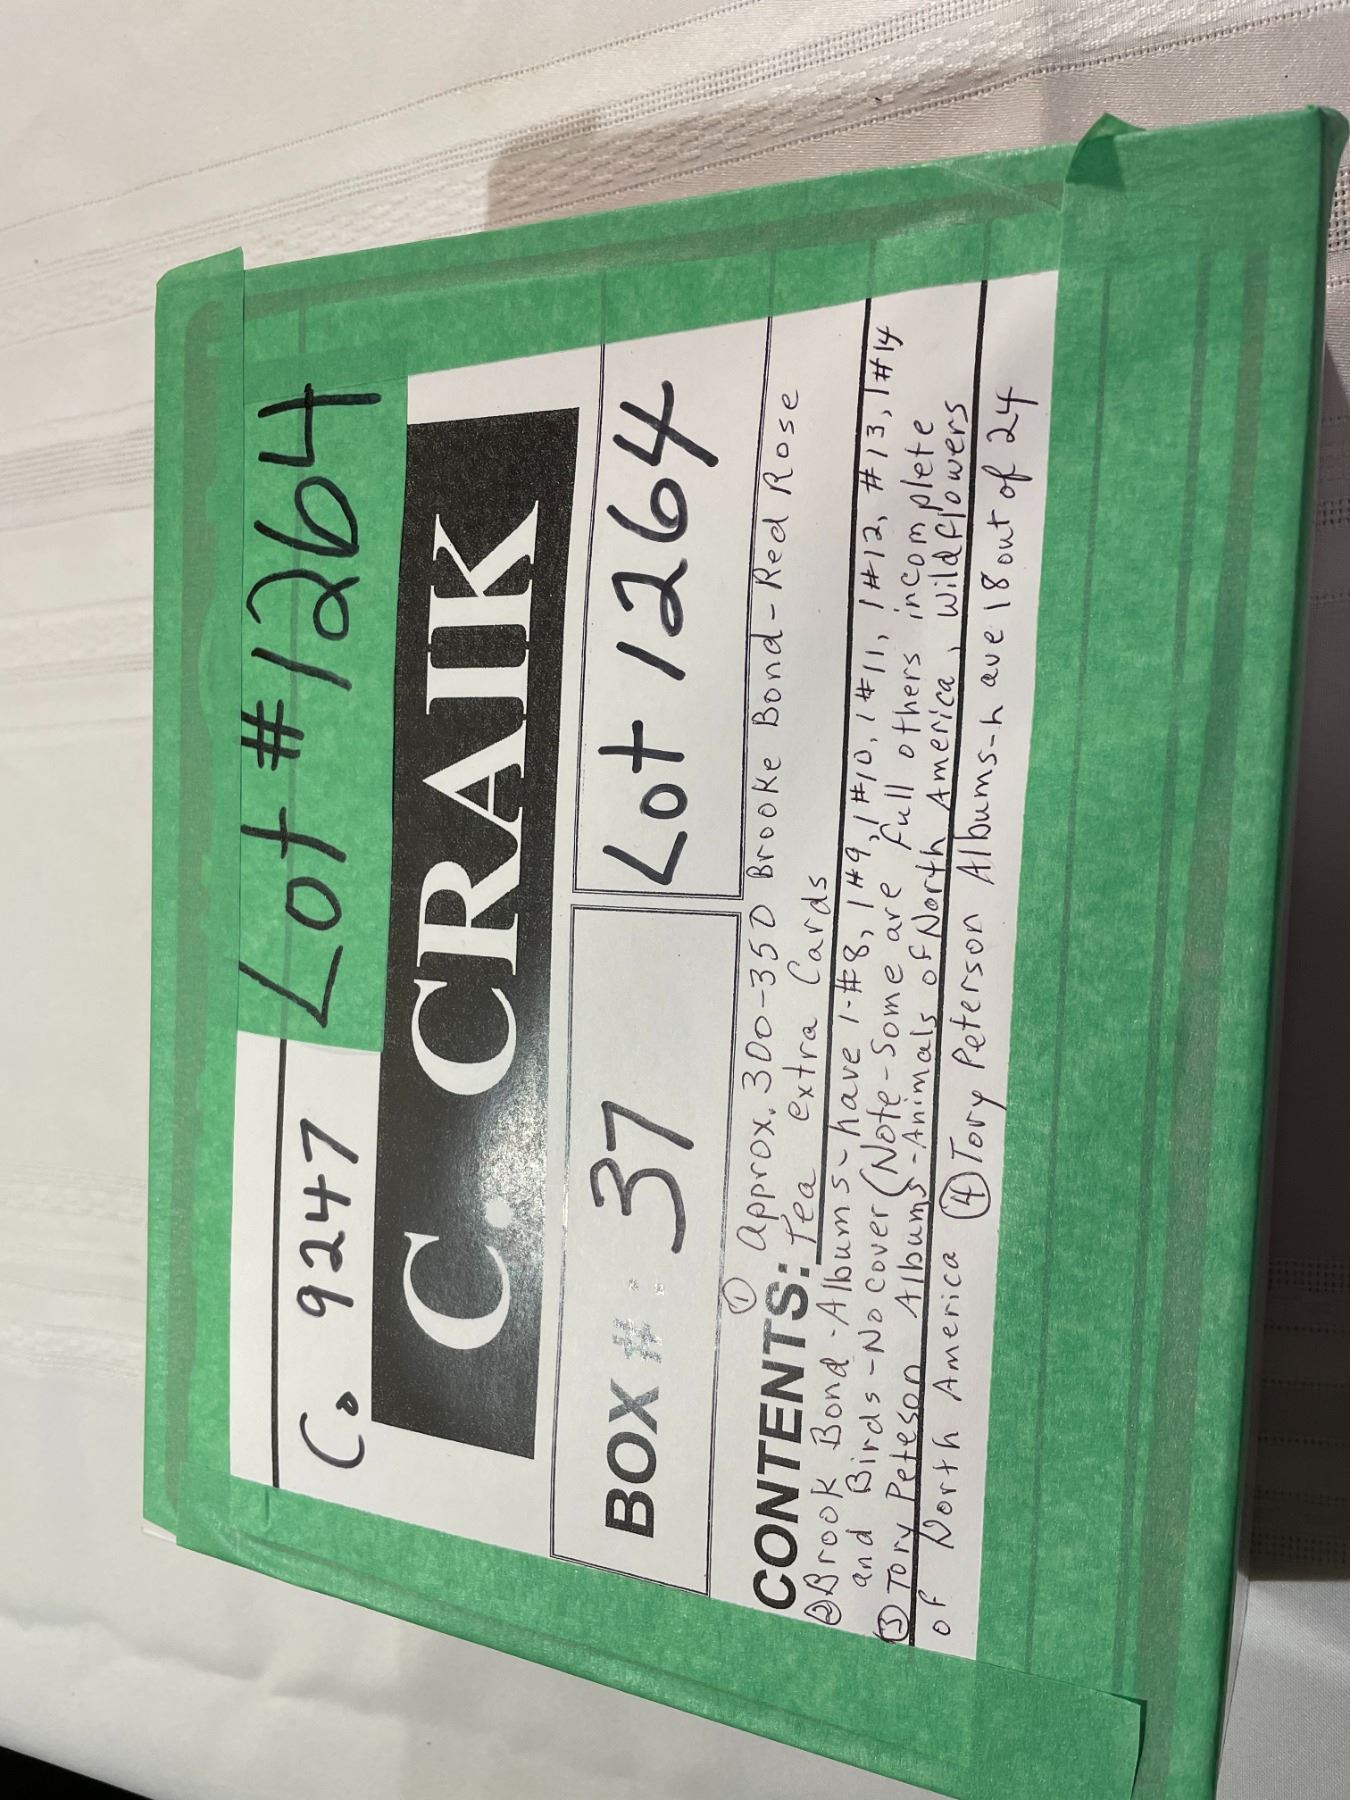 Lot #1264
C. 9247
C. CRAIK
BOX #: 37
Lot 1264
CONTENTS: ① Approx. 300-350 Brooke Bond-Red Rose
Tea extra Cards
② Brook Bond-Albums-have 1-#8, 1#9, 1#10, 1#11, 1#12, #13, 1#14
and Birds-No cover (Note-Some are full others incomplete
③ Tory Peteson Albums-Animals of North America, Wildflowers
of North America ④ Tory Peterson Albums-have 18 out of 24